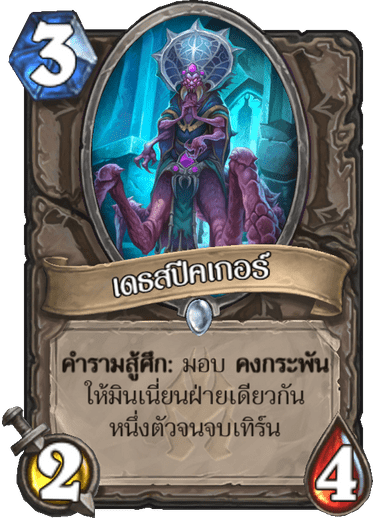 3
เดธสปีคเกอร์
คำรามสู้ศึก: มอบ คงกระพัน
ให้มินเนี่ยนฝ่ายเดียวกัน
หนึ่งตัวจนจบเทิร์น
2
4